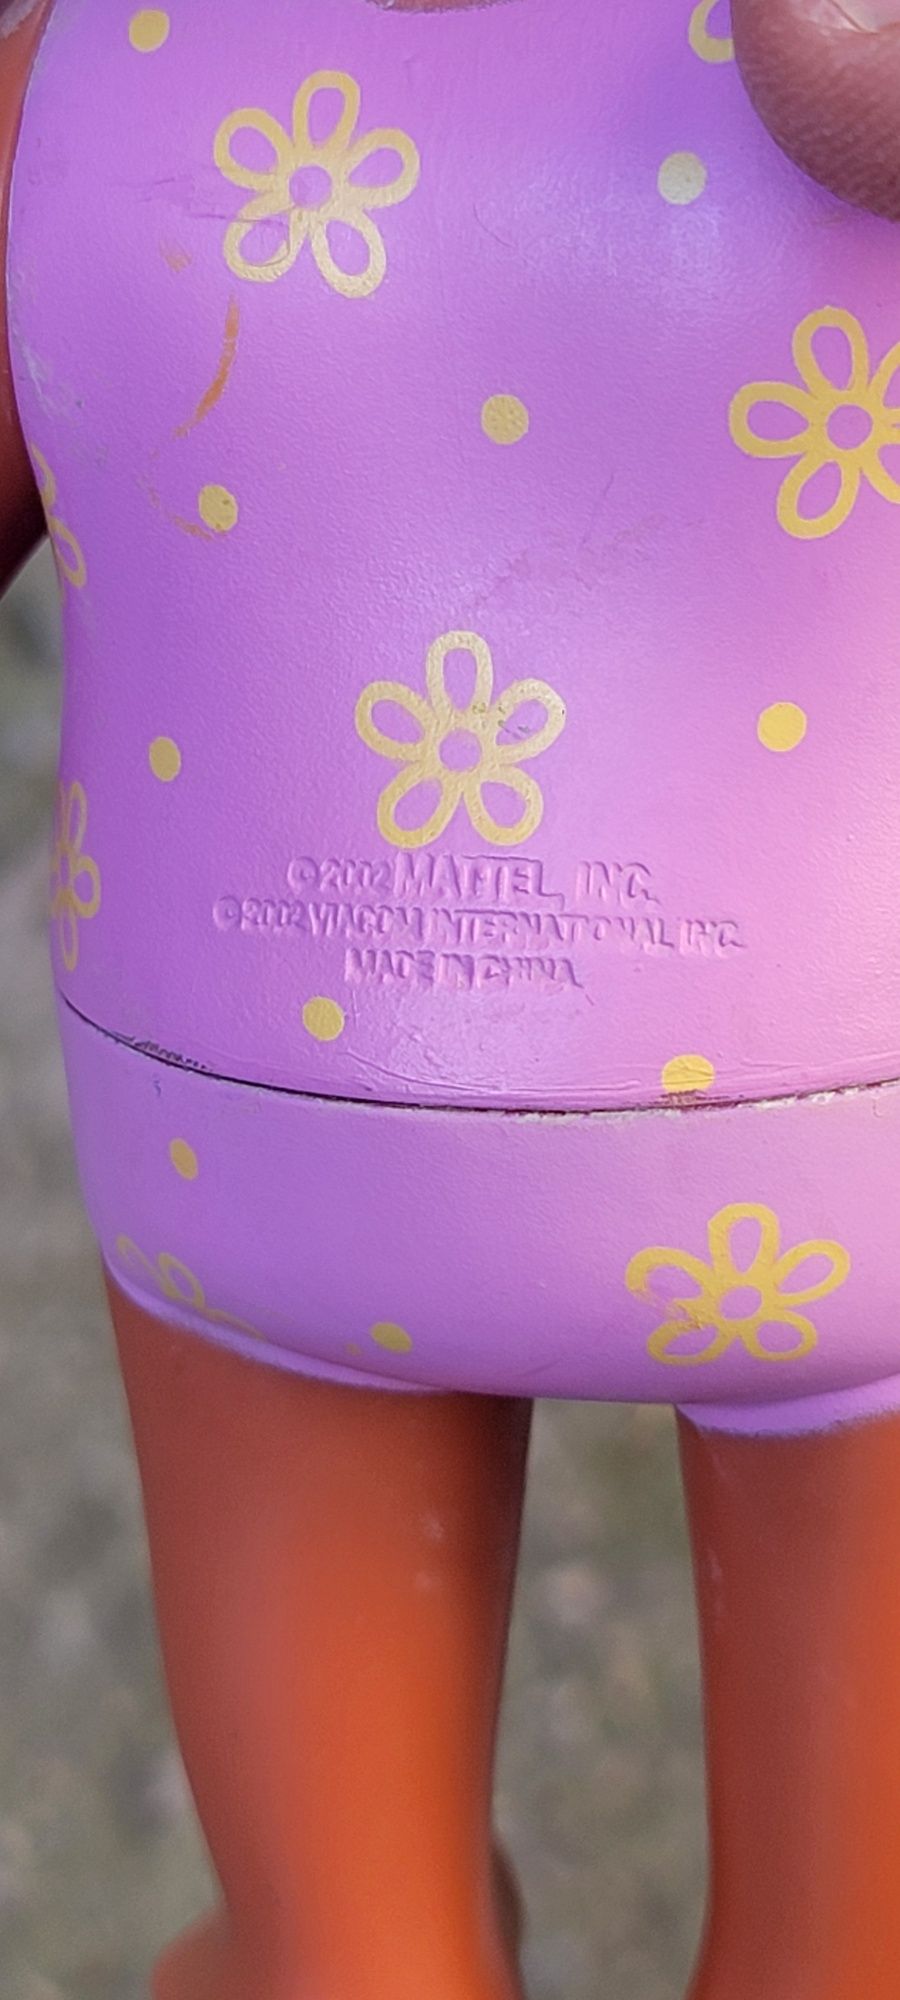 ©2002 MATTEL, INC.
©2002 VIACOM INTERNATIONAL INC.
MADE IN CHINA